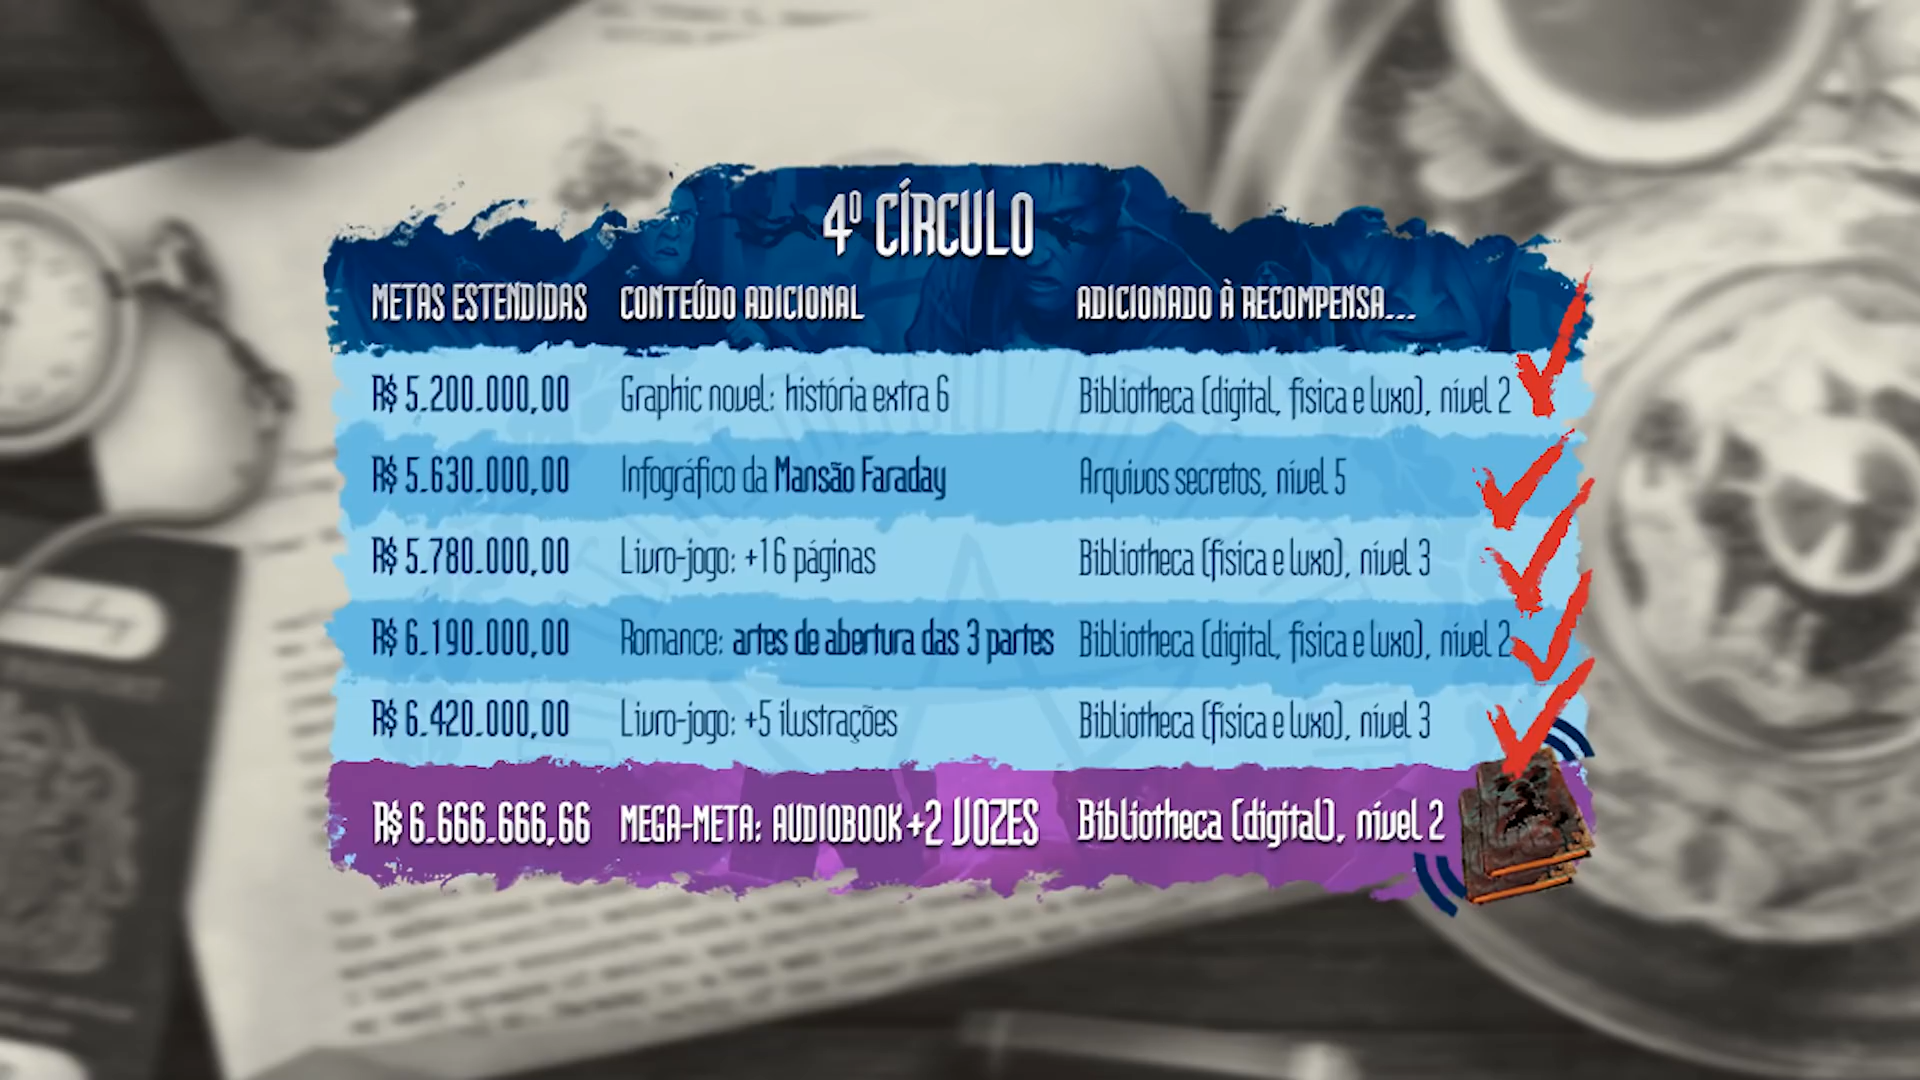 4º CÍRCULO
METAS ESTENDIDAS CONTEÚDO ADICIONAL ADICIONADO À RECOMPENSA...
R$ 5.200.000,00 Graphic novel: história extra 6 Bibliotheca (digital, física e luxo), nível 2
R$ 5.630.000,00 Infográfico da Mansão Faraday Arquivos secretos, nível 5
R$ 5.780.000,00 Livro-jogo: +16 páginas Bibliotheca (física e luxo), nível 3
R$ 6.190.000,00 Romance: artes de abertura das 3 partes Bibliotheca (digital, física e luxo), nível 2
R$ 6.420.000,00 Livro-jogo: +5 ilustrações Bibliotheca (física e luxo), nível 3
R$ 6.666.666,66 MEGA-META: AUDIOBOOK +2 VOZES Bibliotheca (digital), nível 2